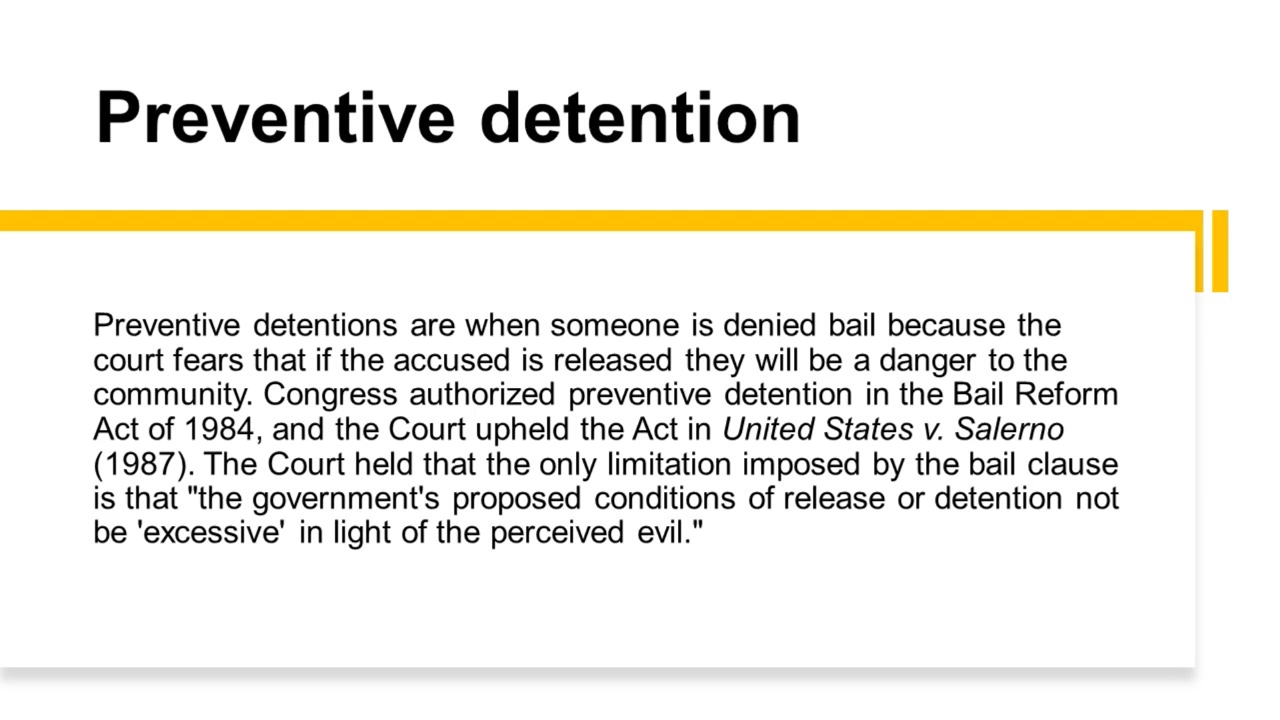 Preventive detention
Preventive detentions are when someone is denied bail because the
court fears that if the accused is released they will be a danger to the
community. Congress authorized preventive detention in the Bail Reform
Act of 1984, and the Court upheld the Act in United States v. Salerno
(1987). The Court held that the only limitation imposed by the bail clause
is that "the government's proposed conditions of release or detention not
be 'excessive' in light of the perceived evil."